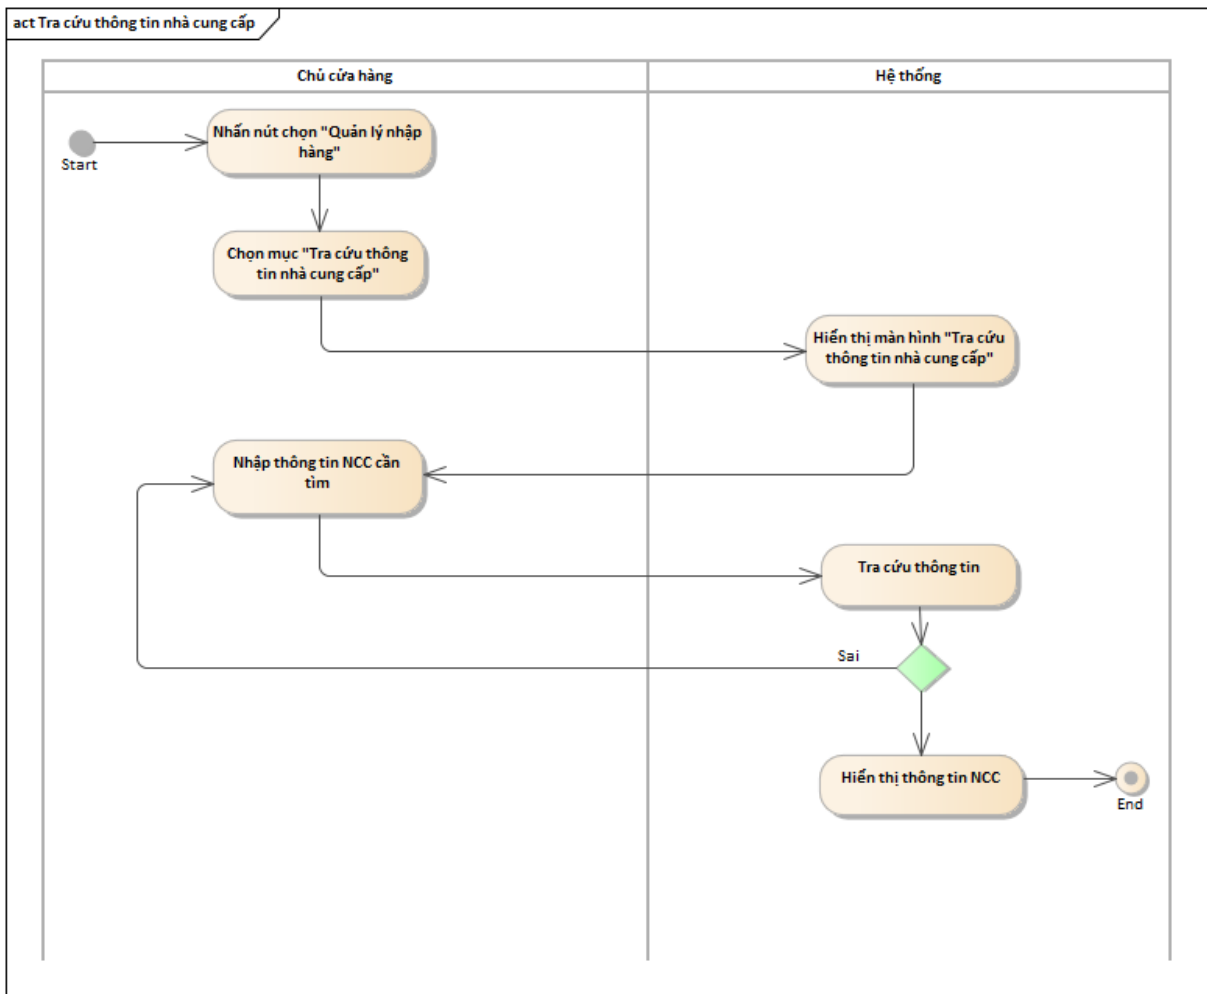 act Tra cứu thông tin nhà cung cấp
Chủ cửa hàng
Hệ thống
Start
Nhấn nút chọn "Quản lý nhập
hàng"
Chọn mục "Tra cứu thông
tin nhà cung cấp"
Hiển thị màn hình "Tra cứu
thông tin nhà cung cấp"
Nhập thông tin NCC cần
tìm
Tra cứu thông tin
Sai
Hiển thị thông tin NCC
End